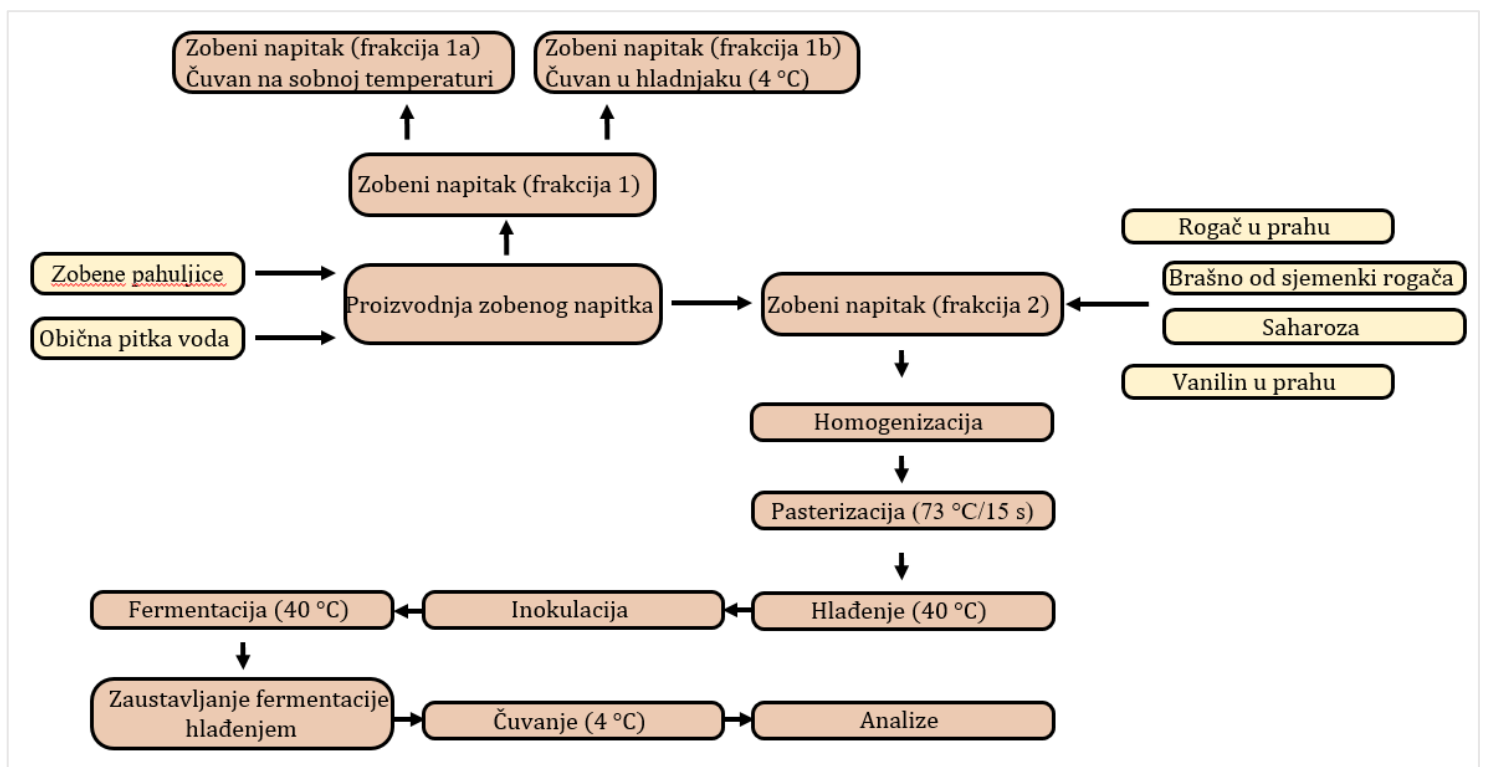 Zobeni napitak (frakcija 1a)
Čuvan na sobnoj temperaturi
Zobeni napitak (frakcija 1b)
Čuvan u hladnjaku (4 °C)
Zobeni napitak (frakcija 1)
Zobene pahuljice
Obična pitka voda
Proizvodnja zobenog napitka
Zobeni napitak (frakcija 2)
Rogač u prahu
Brašno od sjemenki rogača
Saharoza
Vanilin u prahu
Homogenizacija
Pasterizacija (73 °C/15 s)
Hlađenje (40 °C)
Inokulacija
Fermentacija (40 °C)
Zaustavljanje fermentacije
hlađenjem
Čuvanje (4 °C)
Analize